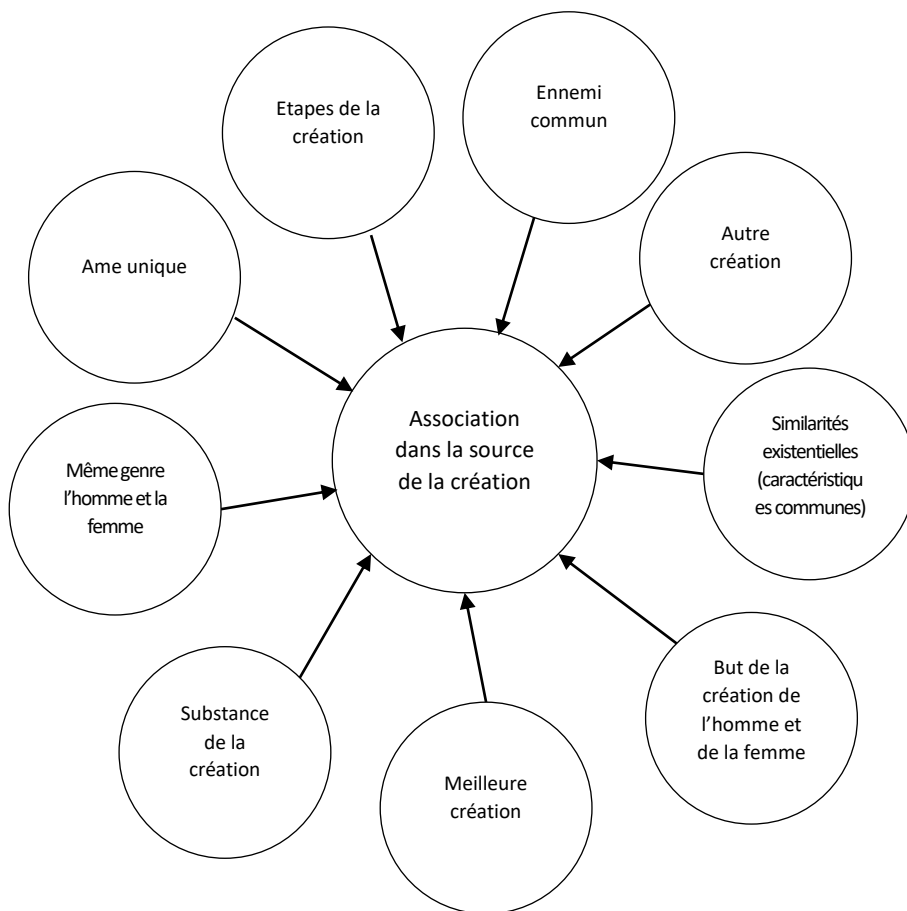 Etapes de la
création
Ennemi
commun
Autre
création
Ame unique
Association
dans la source
de la création
Similarités
existentielles
(caractéristiqu
es communes)
Même genre
l’homme et la
femme
But de la
création de
l’homme et
de la femme
Substance
de la
création
Meilleure
création